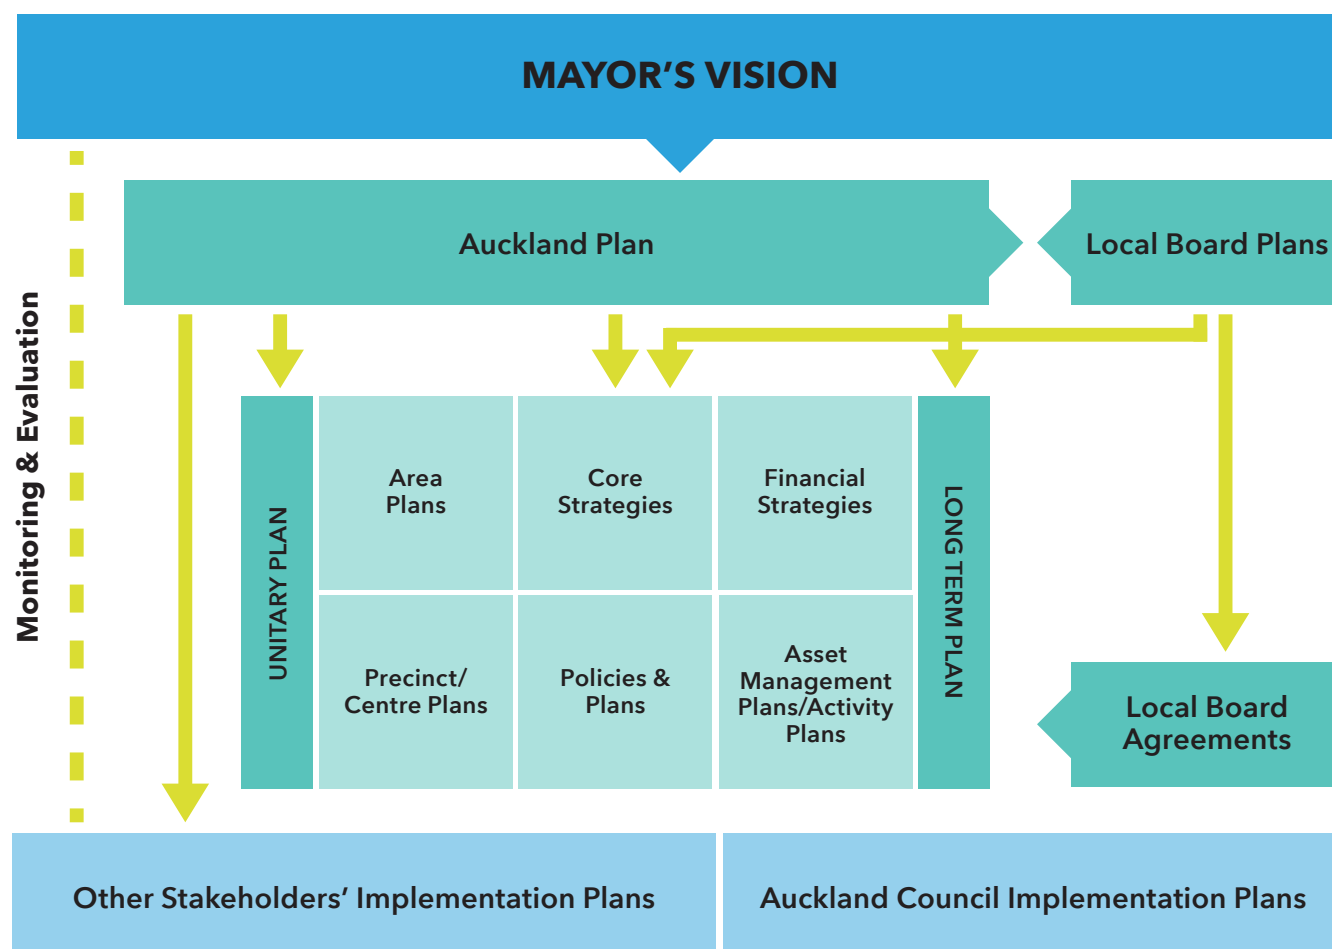 MAYOR’S VISION
Auckland Plan
Local Board Plans
Monitoring & Evaluation
UNITARY PLAN
Area
Plans
Core
Strategies
Financial
Strategies
LONG TERM PLAN
Precinct/
Centre Plans
Policies &
Plans
Asset
Management
Plans/Activity
Plans
Local Board
Agreements
Other Stakeholders’ Implementation Plans
Auckland Council Implementation Plans